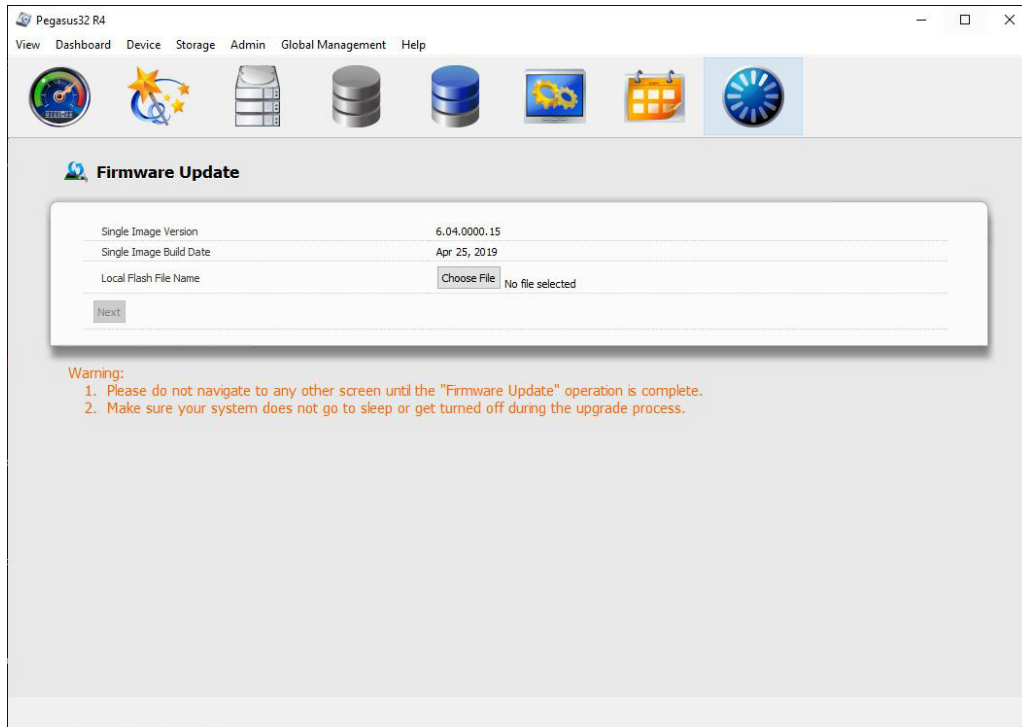 Pegasus32 R4
View Dashboard Device Storage Admin Global Management Help
Firmware Update
Single Image Version 6.04.0000.15
Single Image Build Date Apr 25, 2019
Local Flash File Name Choose File No file selected
Next
Warning:
1. Please do not navigate to any other screen until the "Firmware Update" operation is complete.
2. Make sure your system does not go to sleep or get turned off during the upgrade process.